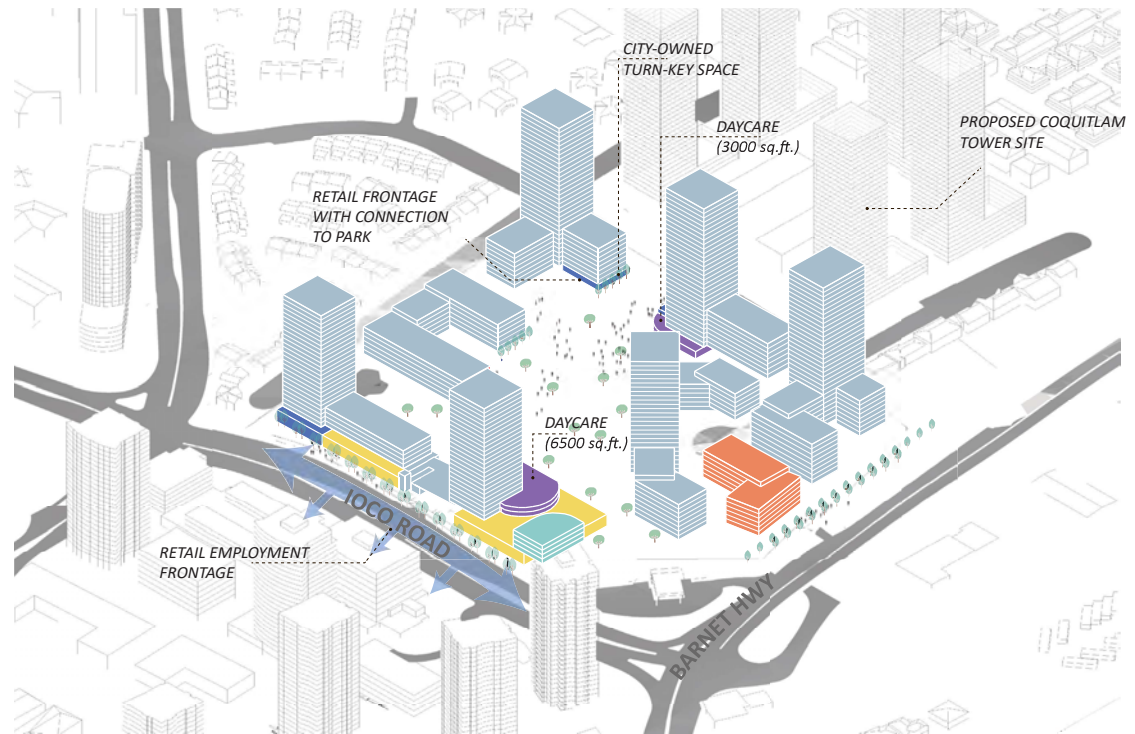 CITY-OWNED
TURN-KEY SPACE
DAYCARE
(3000 sq.ft.)
PROPOSED COQUITLAM
TOWER SITE
RETAIL FRONTAGE
WITH CONNECTION
TO PARK
DAYCARE
(6500 sq.ft.)
IOCO ROAD
RETAIL EMPLOYMENT
FRONTAGE
BARNET HWY